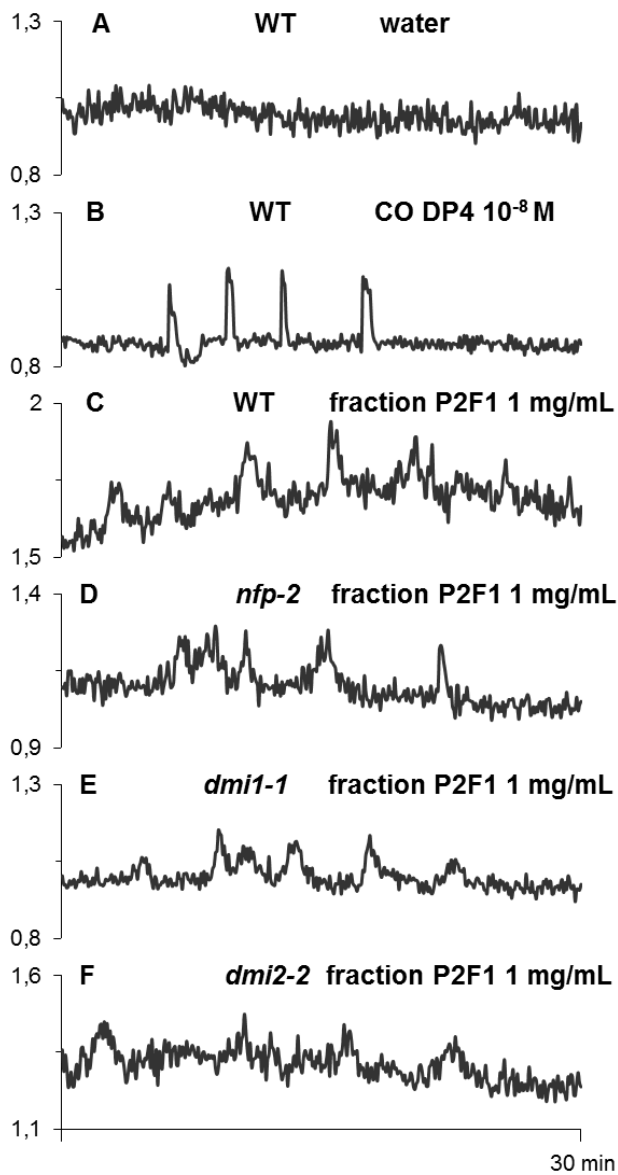 1,3
A WT water
0,8
1,3
B WT CO DP4 10⁻⁸ M
0,8
2
C WT fraction P2F1 1 mg/mL
1,5
1,4
D nfp-2 fraction P2F1 1 mg/mL
0,9
1,3
E dmi1-1 fraction P2F1 1 mg/mL
0,8
1,6
F dmi2-2 fraction P2F1 1 mg/mL
1,1
30 min